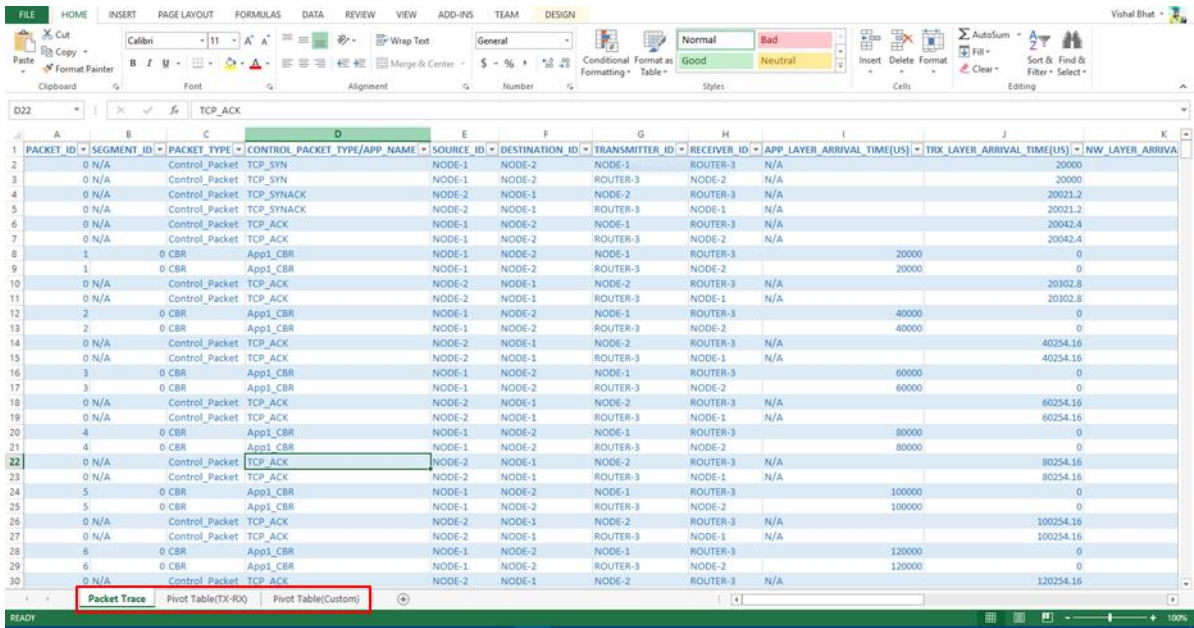 FILE HOME INSERT PAGE LAYOUT FORMULAS DATA REVIEW VIEW ADD-INS TEAM DESIGN Vishal Bhat
Cut Calibri 11 Wrap Text General Normal Bad AutoSum
Copy Fill
Paste Format Painter B I U Merge & Center $ % , Conditional Formatting Format as Table Good Neutral Insert Delete Format Clear Sort & Filter Find & Select
Clipboard Font Alignment Number Styles Cells Editing
D22 fx TCP_ACK
A B C D E F G H I J K
1 PACKET_ID SEGMENT_ID PACKET_TYPE CONTROL_PACKET_TYPE/APP_NAME SOURCE_ID DESTINATION_ID TRANSMITTER_ID RECEIVER_ID APP_LAYER_ARRIVAL_TIME(US) TRX_LAYER_ARRIVAL_TIME(US) NW_LAYER_ARRIVA
2 0 N/A Control_Packet TCP_SYN NODE-1 NODE-2 NODE-1 ROUTER-3 N/A 20000
3 0 N/A Control_Packet TCP_SYN NODE-1 NODE-2 ROUTER-3 NODE-2 N/A 20000
4 0 N/A Control_Packet TCP_SYNACK NODE-2 NODE-1 NODE-2 ROUTER-3 N/A 20021.2
5 0 N/A Control_Packet TCP_SYNACK NODE-2 NODE-1 ROUTER-3 NODE-1 N/A 20021.2
6 0 N/A Control_Packet TCP_ACK NODE-1 NODE-2 NODE-1 ROUTER-3 N/A 20042.4
7 0 N/A Control_Packet TCP_ACK NODE-1 NODE-2 ROUTER-3 NODE-2 N/A 20042.4
8 1 0 CBR App1_CBR NODE-1 NODE-2 NODE-1 ROUTER-3 20000 0
9 1 0 CBR App1_CBR NODE-1 NODE-2 ROUTER-3 NODE-2 20000 0
10 0 N/A Control_Packet TCP_ACK NODE-2 NODE-1 NODE-2 ROUTER-3 N/A 20302.8
11 0 N/A Control_Packet TCP_ACK NODE-2 NODE-1 ROUTER-3 NODE-1 N/A 20302.8
12 2 0 CBR App1_CBR NODE-1 NODE-2 NODE-1 ROUTER-3 40000 0
13 2 0 CBR App1_CBR NODE-1 NODE-2 ROUTER-3 NODE-2 40000 0
14 0 N/A Control_Packet TCP_ACK NODE-2 NODE-1 NODE-2 ROUTER-3 N/A 40254.16
15 0 N/A Control_Packet TCP_ACK NODE-2 NODE-1 ROUTER-3 NODE-1 N/A 40254.16
16 3 0 CBR App1_CBR NODE-1 NODE-2 NODE-1 ROUTER-3 60000 0
17 3 0 CBR App1_CBR NODE-1 NODE-2 ROUTER-3 NODE-2 60000 0
18 0 N/A Control_Packet TCP_ACK NODE-2 NODE-1 NODE-2 ROUTER-3 N/A 60254.16
19 0 N/A Control_Packet TCP_ACK NODE-2 NODE-1 ROUTER-3 NODE-1 N/A 60254.16
20 4 0 CBR App1_CBR NODE-1 NODE-2 NODE-1 ROUTER-3 80000 0
21 4 0 CBR App1_CBR NODE-1 NODE-2 ROUTER-3 NODE-2 80000 0
22 0 N/A Control_Packet TCP_ACK NODE-2 NODE-1 NODE-2 ROUTER-3 N/A 80254.16
23 0 N/A Control_Packet TCP_ACK NODE-2 NODE-1 ROUTER-3 NODE-1 N/A 80254.16
24 5 0 CBR App1_CBR NODE-1 NODE-2 NODE-1 ROUTER-3 100000 0
25 5 0 CBR App1_CBR NODE-1 NODE-2 ROUTER-3 NODE-2 100000 0
26 0 N/A Control_Packet TCP_ACK NODE-2 NODE-1 NODE-2 ROUTER-3 N/A 100254.16
27 0 N/A Control_Packet TCP_ACK NODE-2 NODE-1 ROUTER-3 NODE-1 N/A 100254.16
28 6 0 CBR App1_CBR NODE-1 NODE-2 NODE-1 ROUTER-3 120000 0
29 6 0 CBR App1_CBR NODE-1 NODE-2 ROUTER-3 NODE-2 120000 0
30 0 N/A Control_Packet TCP_ACK NODE-2 NODE-1 NODE-2 ROUTER-3 N/A 120254.16
Packet Trace Pivot Table(TX-RX) Pivot Table(Custom)
READY 100%